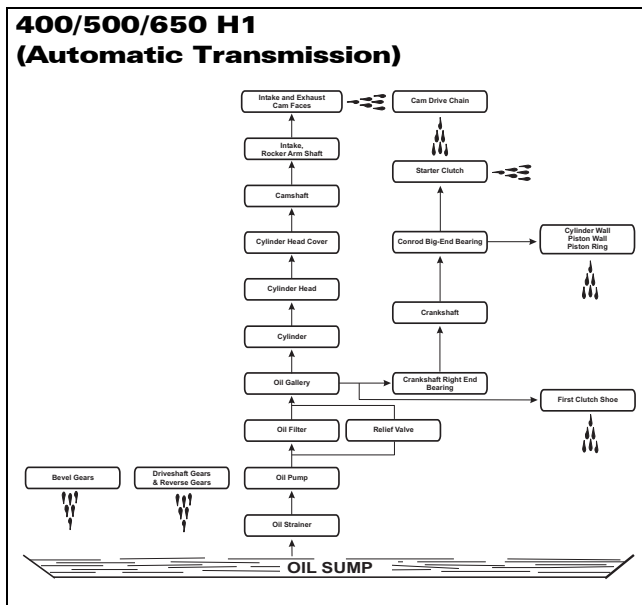 400/500/650 H1
(Automatic Transmission)
Intake and Exhaust
Cam Faces
Cam Drive Chain
Intake,
Rocker Arm Shaft
Starter Clutch
Camshaft
Cylinder Head Cover
Conrod Big-End Bearing
Cylinder Wall
Piston Wall
Piston Ring
Cylinder Head
Crankshaft
Cylinder
Oil Gallery
Crankshaft Right End
Bearing
First Clutch Shoe
Oil Filter
Relief Valve
Bevel Gears
Driveshaft Gears
& Reverse Gears
Oil Pump
Oil Strainer
OIL SUMP